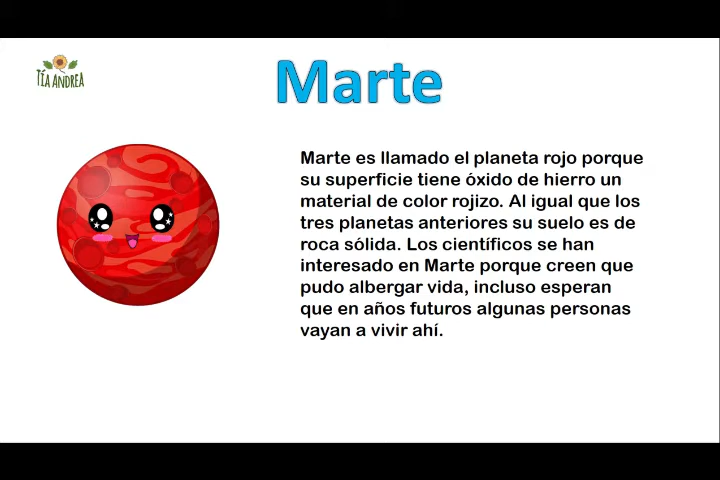 TÍA ANDREA
Marte
Marte es llamado el planeta rojo porque
su superficie tiene óxido de hierro un
material de color rojizo. Al igual que los
tres planetas anteriores su suelo es de
roca sólida. Los científicos se han
interesado en Marte porque creen que
pudo albergar vida, incluso esperan
que en años futuros algunas personas
vayan a vivir ahí.